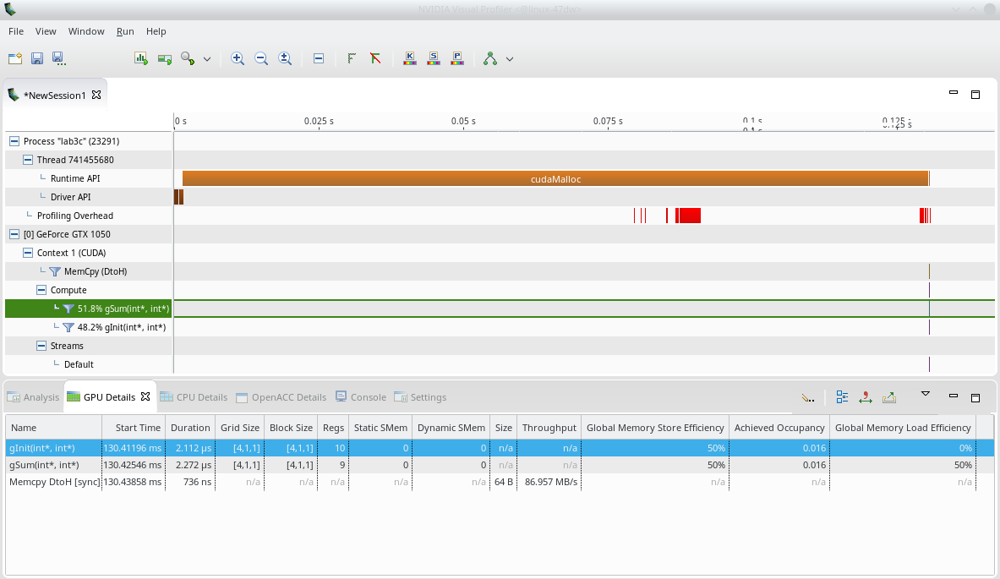 NVIDIA Visual Profiler <@linux-47dw>
File View Window Run Help
K S P
*NewSession1
0 s 0.025 s 0.05 s 0.075 s 0.1 s 0.125 s
0.1 s 0.125 s
Process "lab3c" (23291)
Thread 741455680
Runtime API cudaMalloc
Driver API
Profiling Overhead
[0] GeForce GTX 1050
Context 1 (CUDA)
MemCpy (DtoH)
Compute
51.8% gSum(int*, int*)
48.2% gInit(int*, int*)
Streams
Default
Analysis GPU Details CPU Details OpenACC Details Console Settings
Name Start Time Duration Grid Size Block Size Regs Static SMem Dynamic SMem Size Throughput Global Memory Store Efficiency Achieved Occupancy Global Memory Load Efficiency
gInit(int*, int*) 130.41196 ms 2.112 µs [4,1,1] [4,1,1] 10 0 0 n/a n/a 50% 0.016 0%
gSum(int*, int*) 130.42546 ms 2.272 µs [4,1,1] [4,1,1] 9 0 0 n/a n/a 50% 0.016 50%
Memcpy DtoH [sync] 130.43858 ms 736 ns n/a n/a n/a n/a n/a 64 B 86.957 MB/s n/a n/a n/a